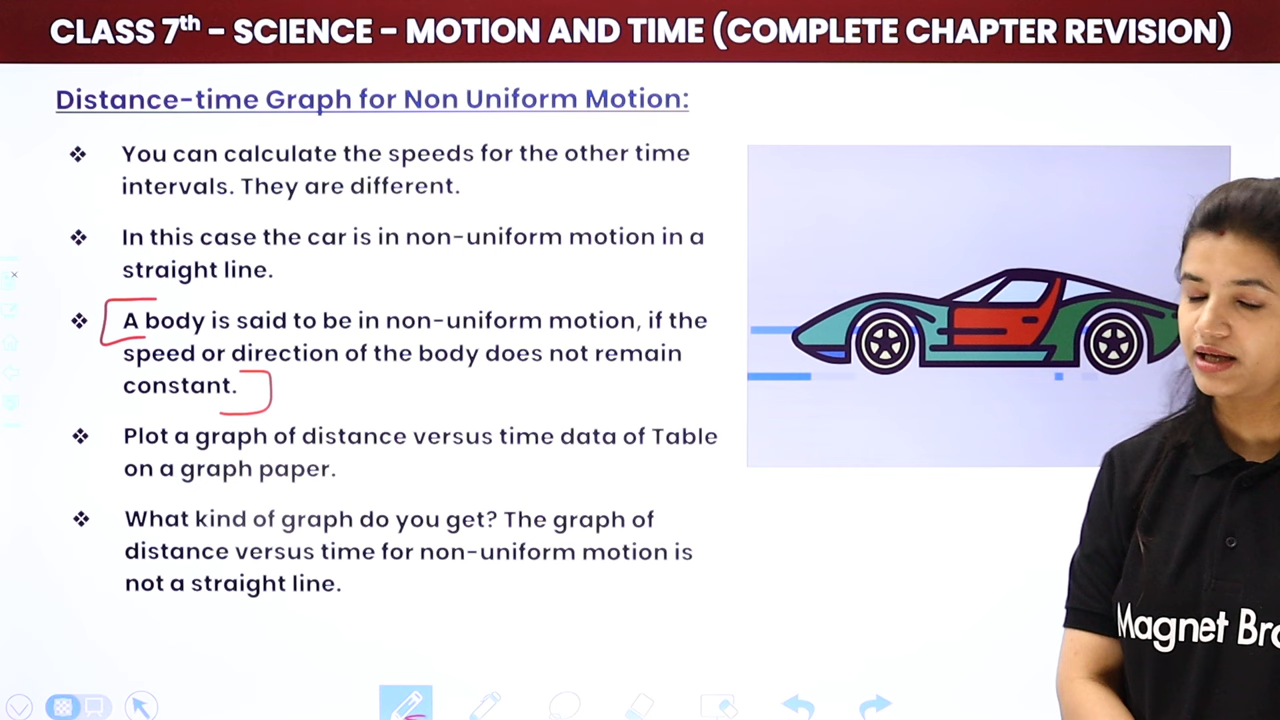 CLASS 7th – SCIENCE – MOTION AND TIME (COMPLETE CHAPTER REVISION)
Distance-time Graph for Non Uniform Motion:
❖ You can calculate the speeds for the other time
intervals. They are different.
❖ In this case the car is in non-uniform motion in a
straight line.
❖ A body is said to be in non-uniform motion, if the
speed or direction of the body does not remain
constant.
❖ Plot a graph of distance versus time data of Table
on a graph paper.
❖ What kind of graph do you get? The graph of
distance versus time for non-uniform motion is
not a straight line.
Magnet Bro